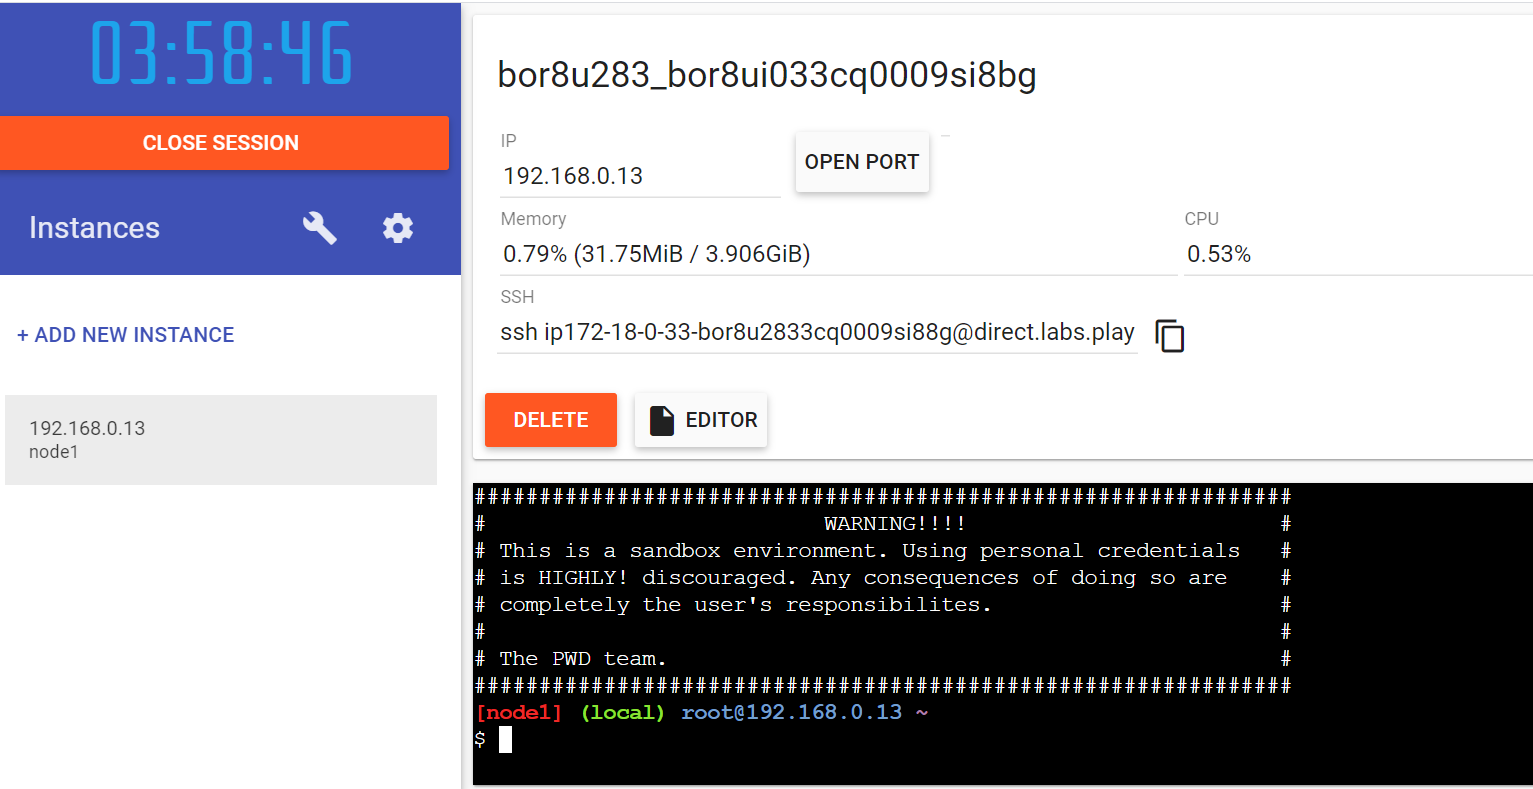 03:58:46
CLOSE SESSION
Instances
+ ADD NEW INSTANCE
192.168.0.13
node1
bor8u283_bor8ui033cq0009si8bg
IP
192.168.0.13
OPEN PORT
Memory
0.79% (31.75MiB / 3.906GiB)
CPU
0.53%
SSH
ssh ip172-18-0-33-bor8u2833cq0009si88g@direct.labs.play
DELETE
EDITOR
###############################################################
#                          WARNING!!!!                        #
# This is a sandbox environment. Using personal credentials   #
# is HIGHLY! discouraged. Any consequences of doing so are    #
# completely the user's responsibilites.                      #
#                                                             #
# The PWD team.                                               #
###############################################################
[node1] (local) root@192.168.0.13 ~
$